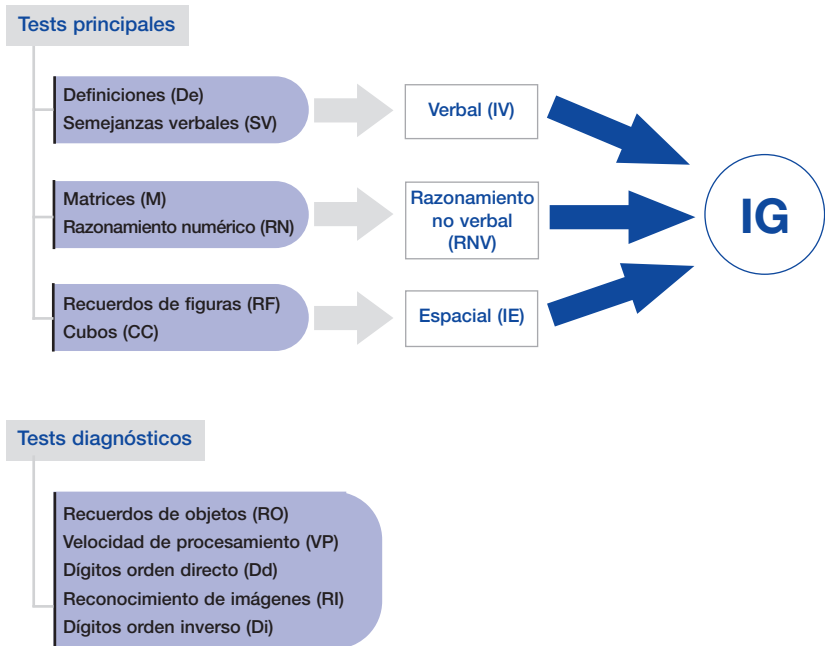 Tests principales
Definiciones (De)
Semejanzas verbales (SV)
Verbal (IV)
Matrices (M)
Razonamiento numérico (RN)
Razonamiento
no verbal
(RNV)
IG
Recuerdos de figuras (RF)
Cubos (CC)
Espacial (IE)
Tests diagnósticos
Recuerdos de objetos (RO)
Velocidad de procesamiento (VP)
Dígitos orden directo (Dd)
Reconocimiento de imágenes (RI)
Dígitos orden inverso (Di)